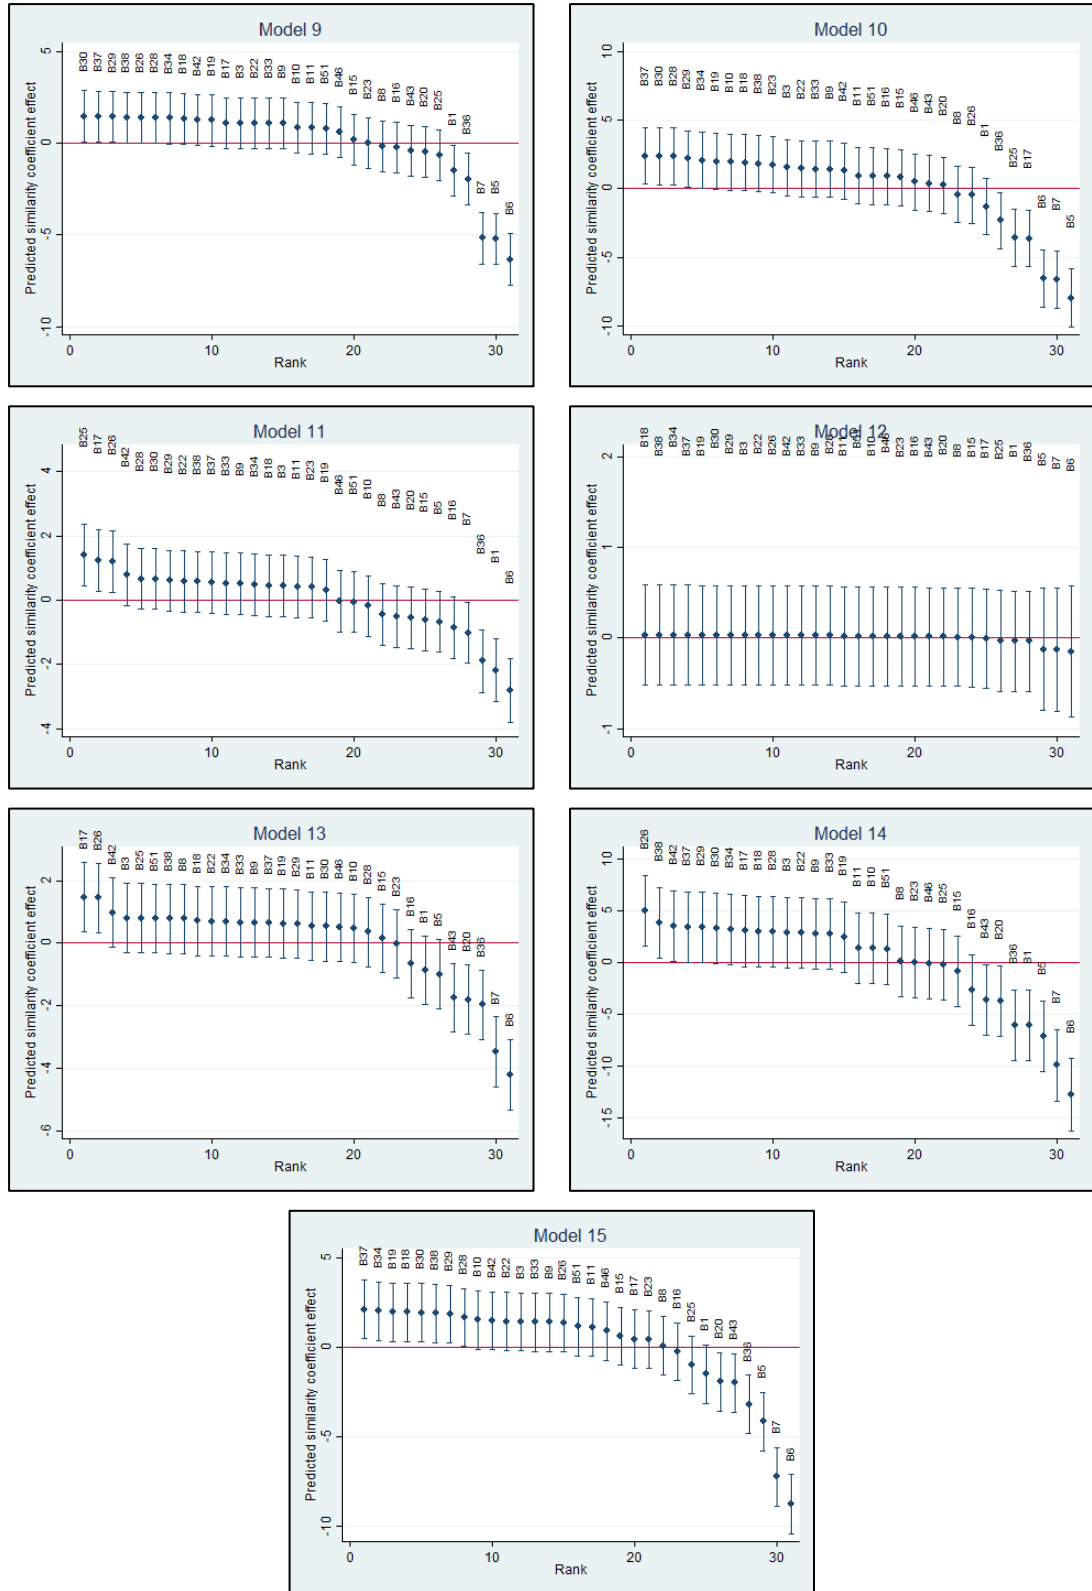 Model 9
B30 B37 B29 B38 B26 B28 B34 B18 B42 B19 B17 B3 B22 B33 B9 B10 B11 B51 B46 B15 B23 B8 B16 B43 B20 B25 B1 B36 B7 B5 B6
Predicted similarity coefficient effect
5
0
-5
-10
0 10 20 30
Rank
Model 10
B37 B30 B28 B29 B34 B19 B10 B18 B38 B23 B3 B22 B33 B9 B42 B11 B51 B16 B15 B46 B43 B20 B8 B26 B1 B36 B25 B17 B6 B7 B5
Predicted similarity coefficient effect
10
5
0
-5
-10
0 10 20 30
Rank
Model 11
B25 B17 B26 B42 B28 B30 B29 B22 B38 B37 B33 B9 B34 B18 B3 B11 B23 B19 B46 B51 B10 B8 B43 B20 B15 B5 B16 B7 B36 B1 B6
Predicted similarity coefficient effect
4
2
0
-2
-4
0 10 20 30
Rank
Model 12
B18 B38 B34 B37 B19 B30 B29 B3 B22 B26 B42 B33 B9 B28 B11 B51 B10 B46 B23 B16 B43 B20 B8 B15 B17 B25 B1 B36 B5 B7 B6
Predicted similarity coefficient effect
2
1
0
-1
0 10 20 30
Rank
Model 13
B17 B26 B42 B3 B25 B51 B38 B8 B18 B22 B34 B33 B9 B37 B19 B29 B11 B30 B46 B10 B28 B15 B23 B16 B1 B5 B43 B20 B36 B7 B6
Predicted similarity coefficient effect
2
0
-2
-4
-6
0 10 20 30
Rank
Model 14
B26 B38 B42 B37 B29 B30 B34 B17 B18 B28 B3 B22 B9 B33 B19 B11 B10 B51 B8 B23 B46 B25 B15 B16 B43 B20 B36 B1 B5 B7 B6
Predicted similarity coefficient effect
10
5
0
-5
-10
-15
0 10 20 30
Rank
Model 15
B37 B34 B19 B18 B30 B38 B29 B28 B10 B42 B22 B3 B33 B9 B26 B51 B11 B46 B15 B17 B23 B8 B16 B25 B1 B20 B43 B36 B5 B7 B6
Predicted similarity coefficient effect
5
0
-5
-10
0 10 20 30
Rank